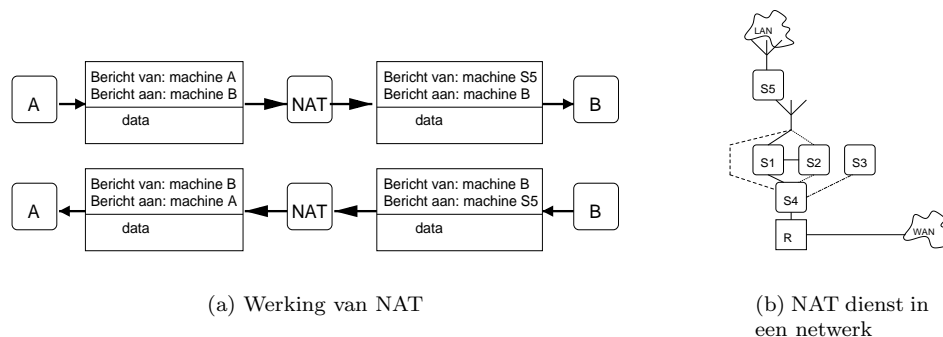 A
Bericht van: machine A
Bericht aan: machine B
data
NAT
Bericht van: machine S5
Bericht aan: machine B
data
B
A
Bericht van: machine B
Bericht aan: machine A
data
NAT
Bericht van: machine B
Bericht aan: machine S5
data
B
(a) Werking van NAT
LAN
S5
S1
S2
S3
S4
R
WAN
(b) NAT dienst in
een netwerk